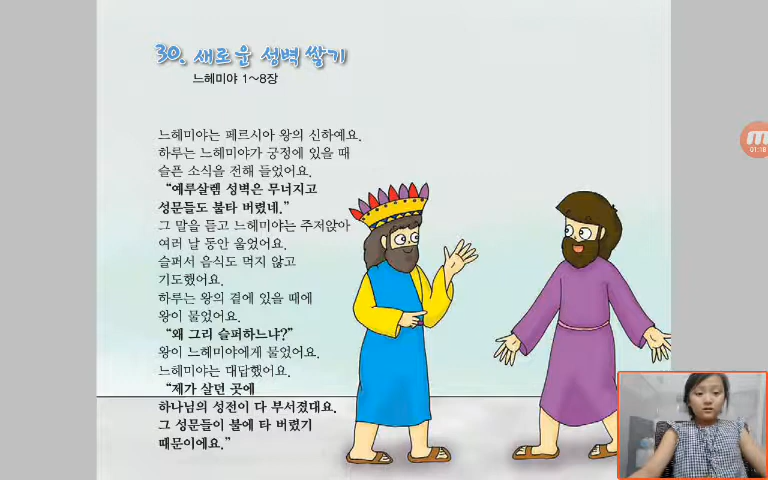 30. 새로운 성벽 쌓기
느헤미야 1~8장
느헤미야는 페르시아 왕의 신하예요.
하루는 느헤미야가 궁정에 있을 때
슬픈 소식을 전해 들었어요.
“예루살렘 성벽은 무너지고
성문들도 불타 버렸네.”
그 말을 듣고 느헤미야는 주저앉아
여러 날 동안 울었어요.
슬퍼서 음식도 먹지 않고
기도했어요.
하루는 왕의 곁에 있을 때에
왕이 물었어요.
“왜 그리 슬퍼하느냐?”
왕이 느헤미야에게 물었어요.
느헤미야는 대답했어요.
“제가 살던 곳에
하나님의 성전이 다 부서졌대요.
그 성문들이 불에 타 버렸기
때문이에요.”
01:18